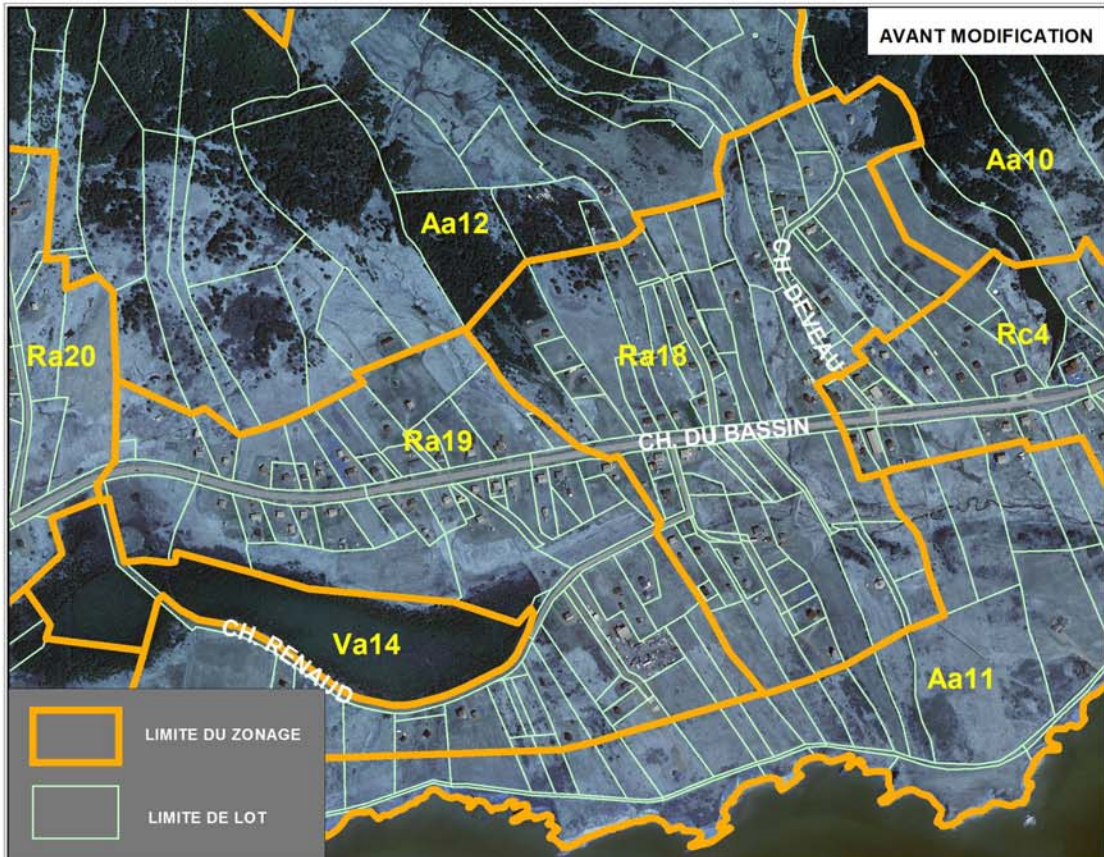 AVANT MODIFICATION
Aa10
Aa12
CH. DEVEAU
Ra20
Ra18
Rc4
Ra19
CH. DU BASSIN
Va14
CH. RENAUD
Aa11
LIMITE DU ZONAGE
LIMITE DE LOT